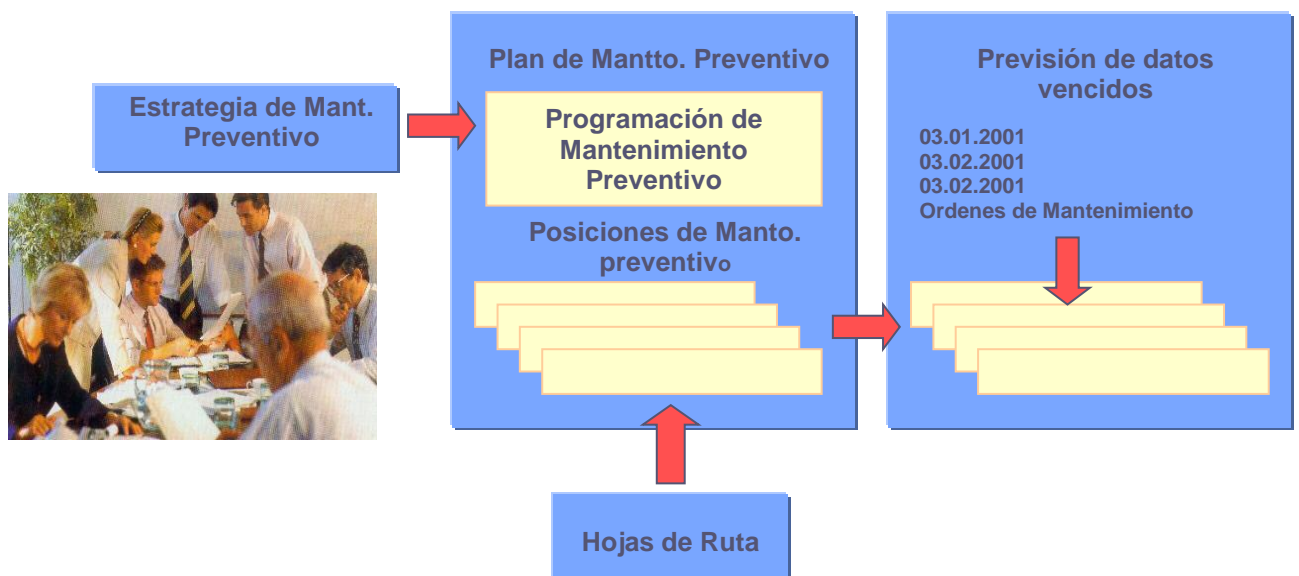 Estrategia de Mant.
Preventivo
Plan de Mantto. Preventivo
Programación de
Mantenimiento
Preventivo
Posiciones de Manto.
preventivo
Hojas de Ruta
Previsión de datos
vencidos
03.01.2001
03.02.2001
03.02.2001
Ordenes de Mantenimiento